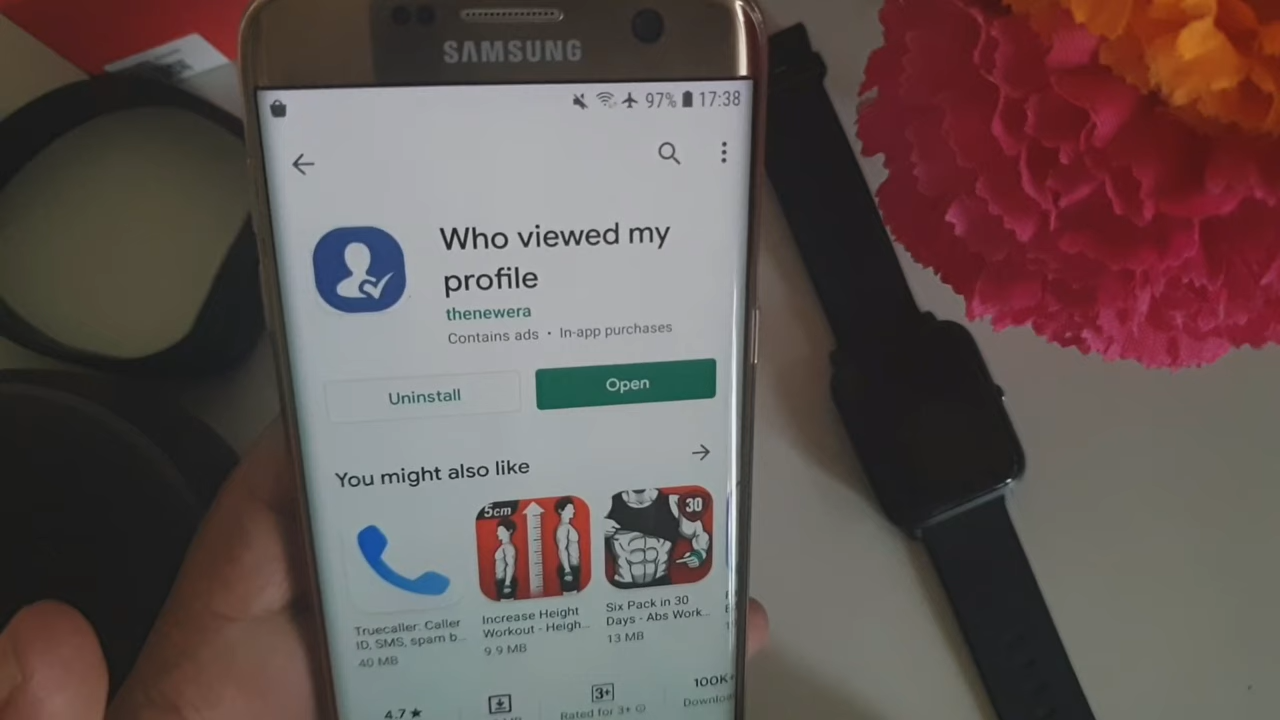 SAMSUNG
97% 17:38
Who viewed my
profile
thenewera
Contains ads • In-app purchases
Uninstall
Open
You might also like
5cm
30
Truecaller: Caller
ID, SMS, spam b...
40 MB
Increase Height
Workout - Heigh...
9.9 MB
Six Pack in 30
Days - Abs Work...
13 MB
4.7★
3+
Rated for 3+
100K+